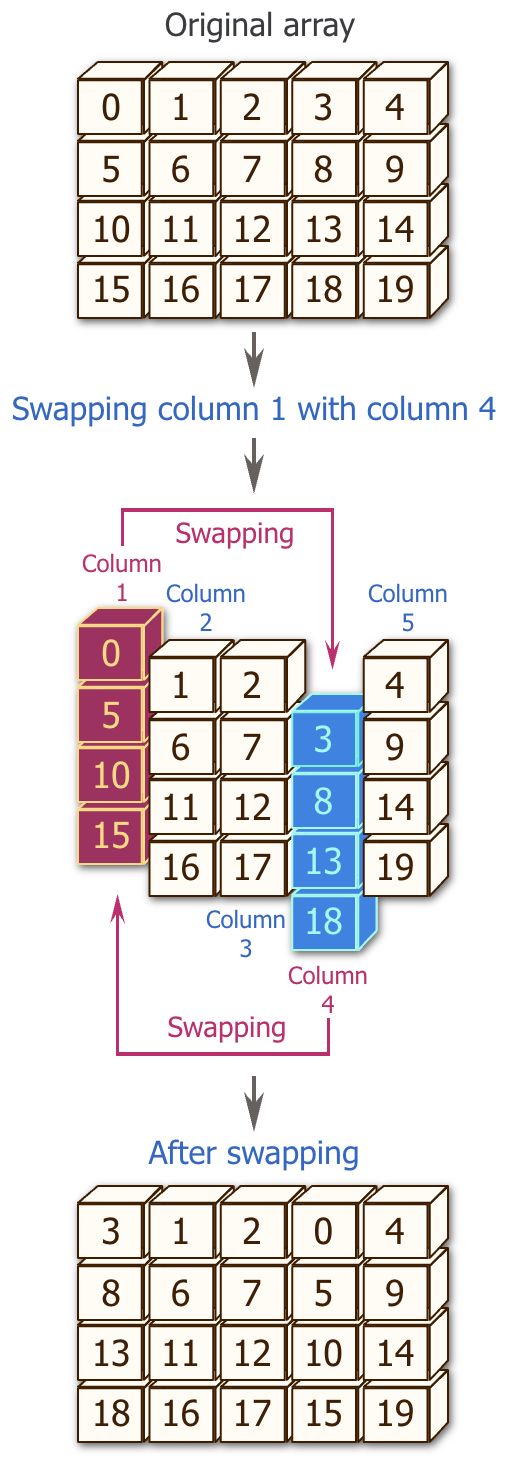 Original array
0 1 2 3 4
5 6 7 8 9
10 11 12 13 14
15 16 17 18 19
Swapping column 1 with column 4
Swapping
Column
1
Column
2
Column
5
0
5
10
15
1 2
6 7
11 12
16 17
3
8
13
18
4
9
14
19
Column
3
Column
4
Swapping
After swapping
3 1 2 0 4
8 6 7 5 9
13 11 12 10 14
18 16 17 15 19